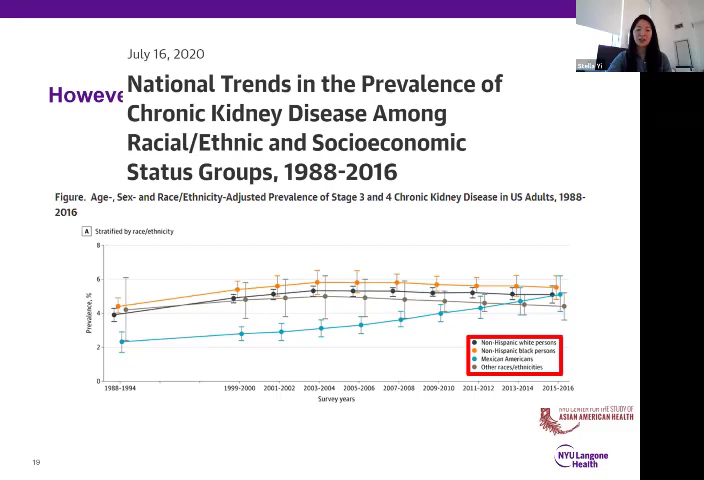 Stella Yi
July 16, 2020
Howeve
National Trends in the Prevalence of
Chronic Kidney Disease Among
Racial/Ethnic and Socioeconomic
Status Groups, 1988-2016
Figure. Age-, Sex- and Race/Ethnicity-Adjusted Prevalence of Stage 3 and 4 Chronic Kidney Disease in US Adults, 1988-
2016
A Stratified by race/ethnicity
8
6
4
2
0
Prevalence, %
1988-1994 1999-2000 2001-2002 2003-2004 2005-2006 2007-2008 2009-2010 2011-2012 2013-2014 2015-2016
Survey years
Non-Hispanic white persons
Non-Hispanic black persons
Mexican Americans
Other races/ethnicities
NYU CENTER FOR THE STUDY OF
ASIAN AMERICAN HEALTH
NYU Langone
Health
19